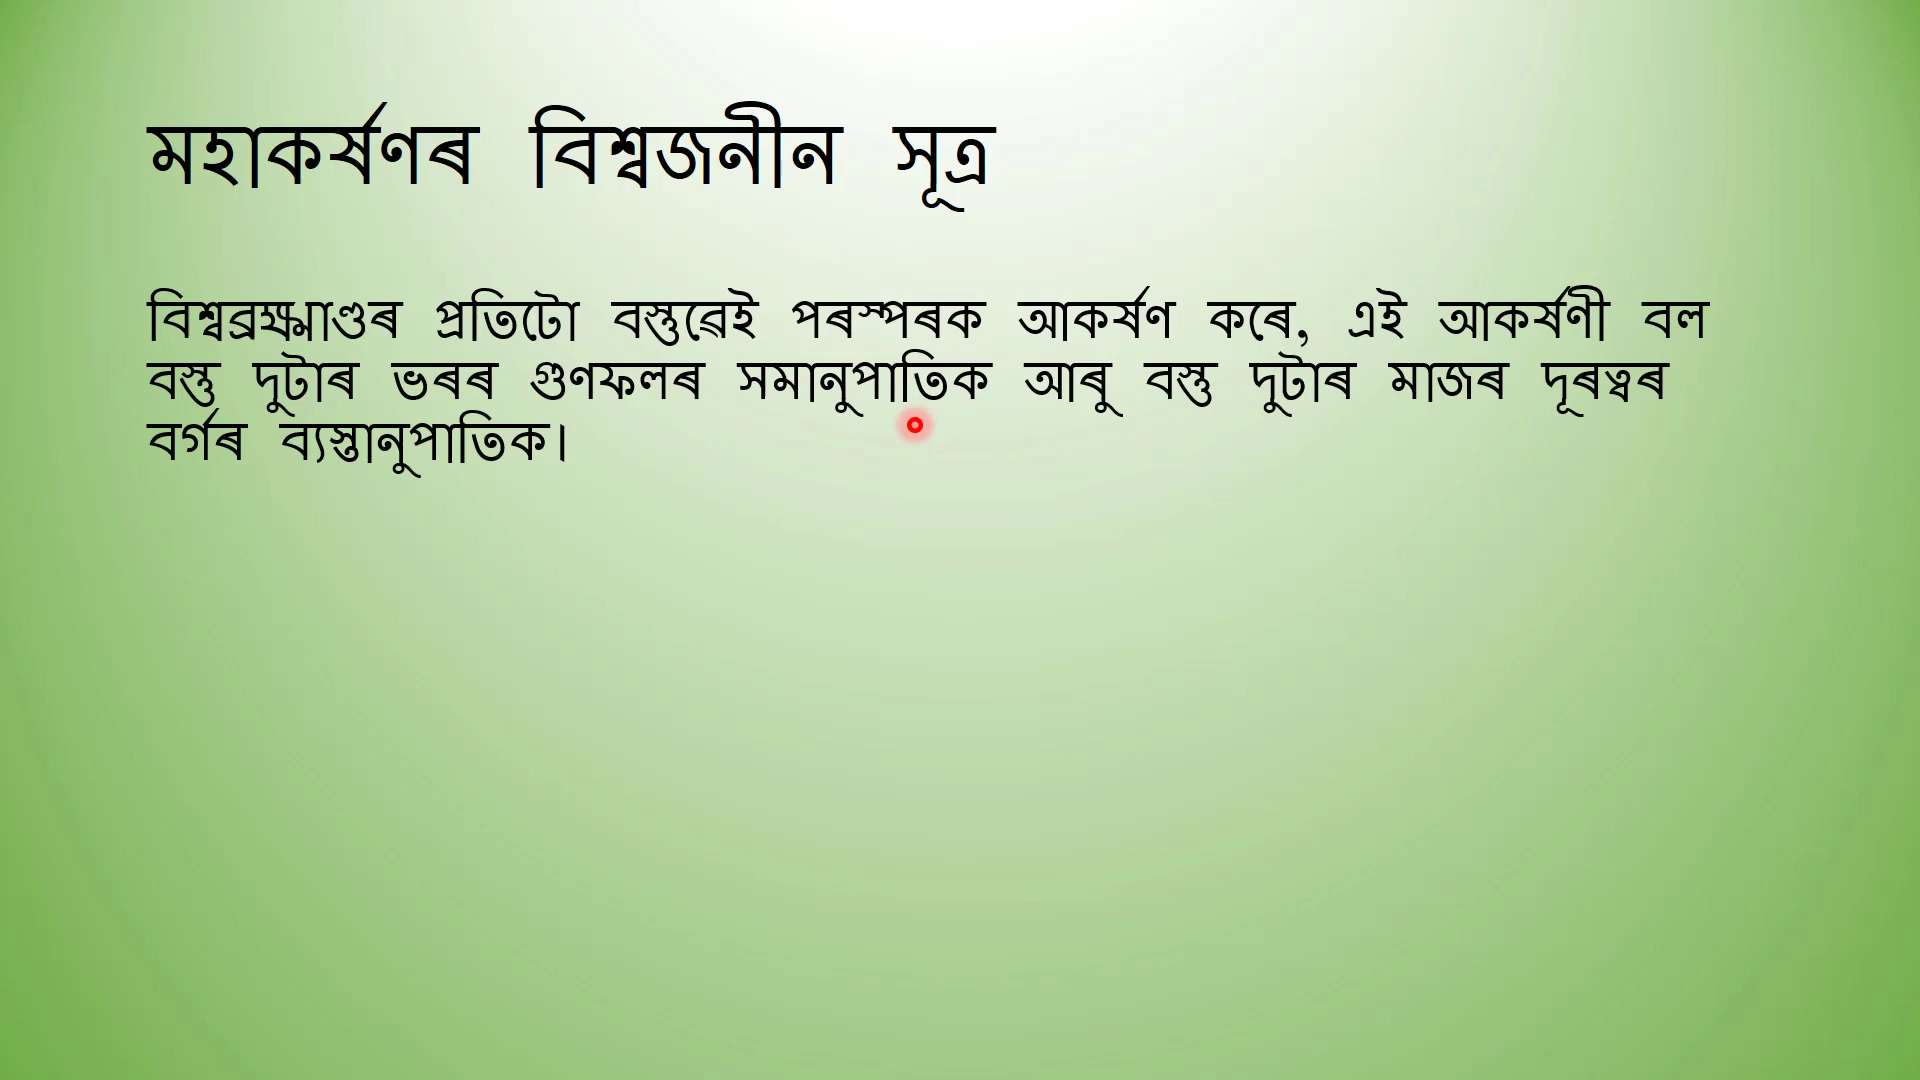 মহাকৰ্ষণৰ বিশ্বজনীন সূত্ৰ
বিশ্বব্ৰহ্মাণ্ডৰ প্ৰতিটো বস্তুৱেই পৰস্পৰক আকৰ্ষণ কৰে, এই আকৰ্ষণী বল
বস্তু দুটাৰ ভৰৰ গুণফলৰ সমানুপাতিক আৰু বস্তু দুটাৰ মাজৰ দূৰত্বৰ
বৰ্গৰ ব্যস্তানুপাতিক।